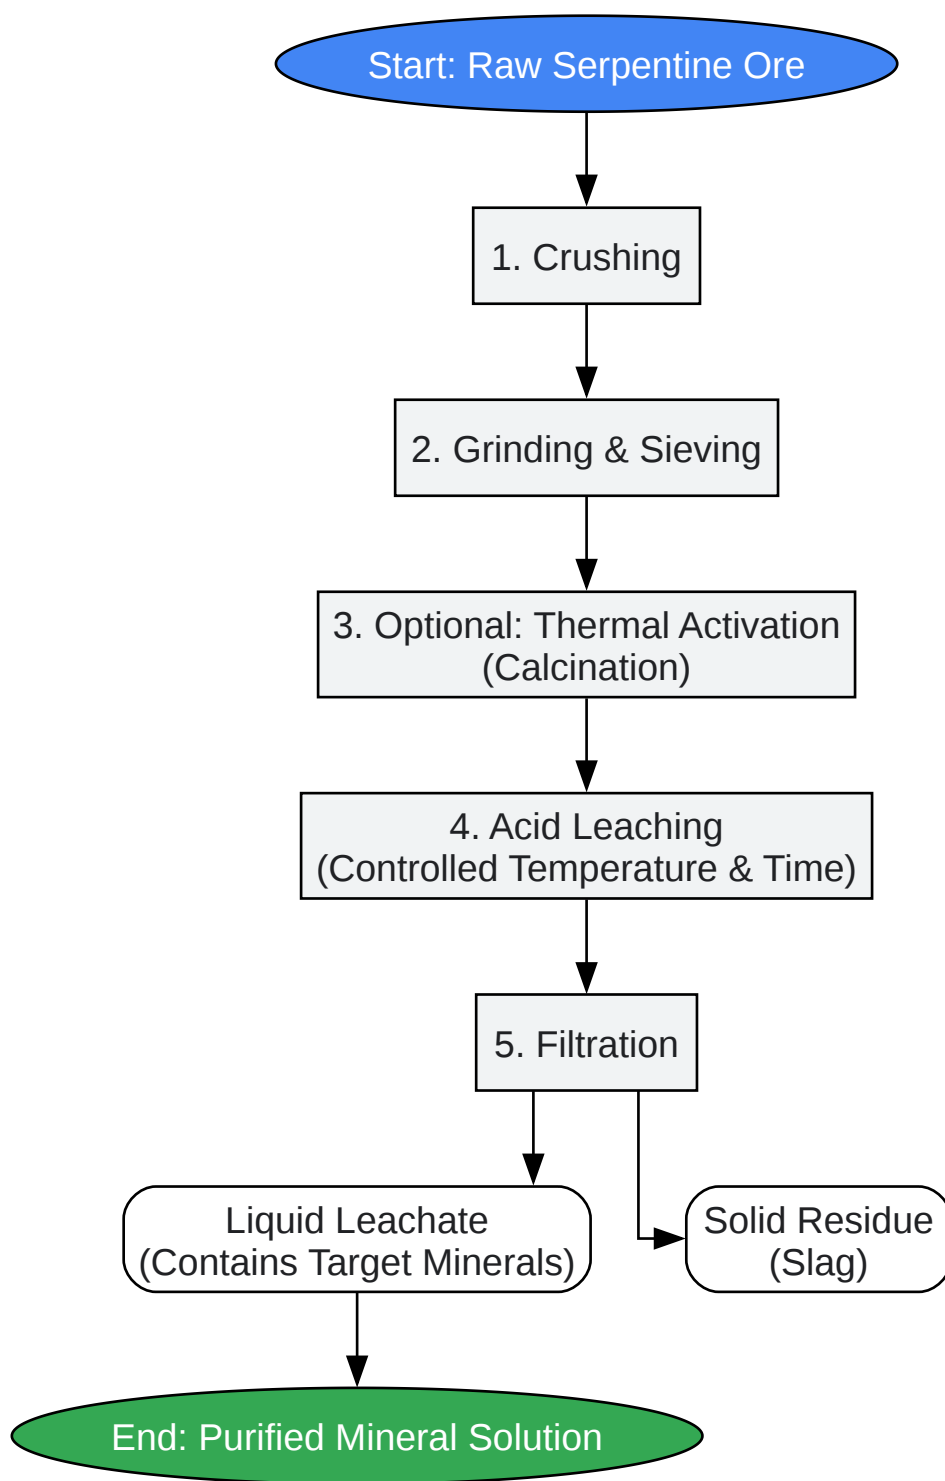 Start: Raw Serpentine Ore
1. Crushing
2. Grinding & Sieving
3. Optional: Thermal Activation
(Calcination)
4. Acid Leaching
(Controlled Temperature & Time)
5. Filtration
Liquid Leachate
(Contains Target Minerals)
Solid Residue
(Slag)
End: Purified Mineral Solution